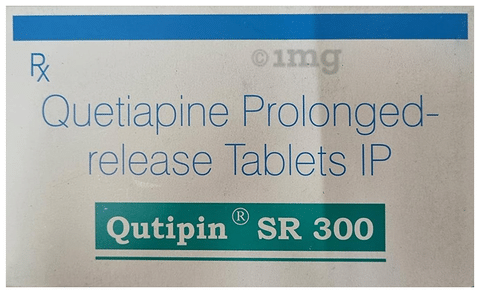 ©1mg
Rx
Quetiapine Prolonged-
release Tablets IP
Qutipin® SR 300